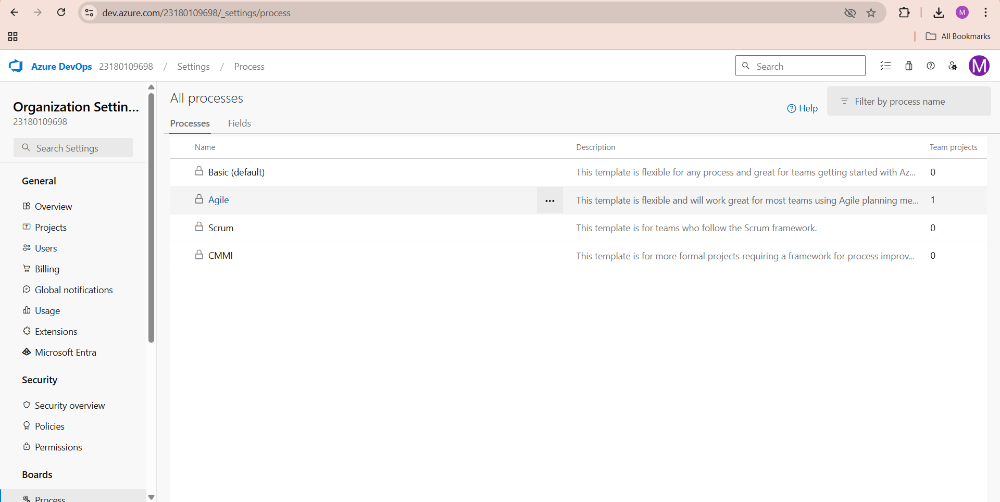 dev.azure.com/23180109698/_settings/process
M
All Bookmarks
Azure DevOps 23180109698 / Settings / Process
Search
M
Organization Settin...
23180109698
Search Settings
General
Overview
Projects
Users
Billing
Global notifications
Usage
Extensions
Microsoft Entra
Security
Security overview
Policies
Permissions
Boards
Process
All processes
Help
Filter by process name
Processes Fields
Name Description Team projects
Basic (default) This template is flexible for any process and great for teams getting started with Az... 0
Agile ... This template is flexible and will work great for most teams using Agile planning me... 1
Scrum This template is for teams who follow the Scrum framework. 0
CMMI This template is for more formal projects requiring a framework for process improv... 0